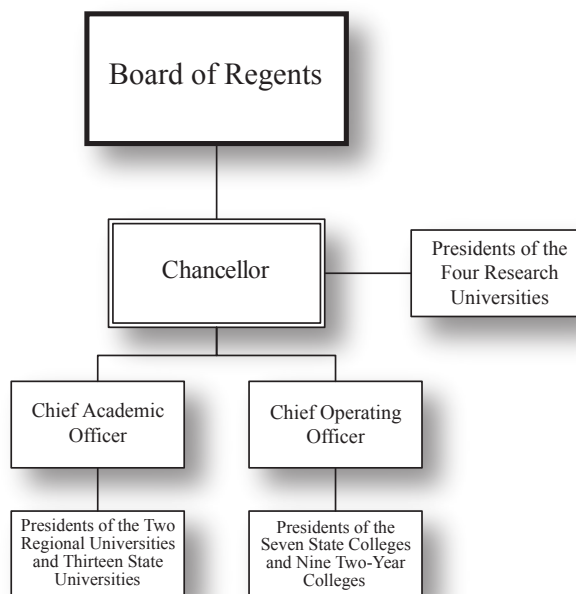 Board of Regents
Chancellor
Presidents of the
Four Research
Universities
Chief Academic
Officer
Chief Operating
Officer
Presidents of the Two
Regional Universities
and Thirteen State
Universities
Presidents of the
Seven State Colleges
and Nine Two-Year
Colleges